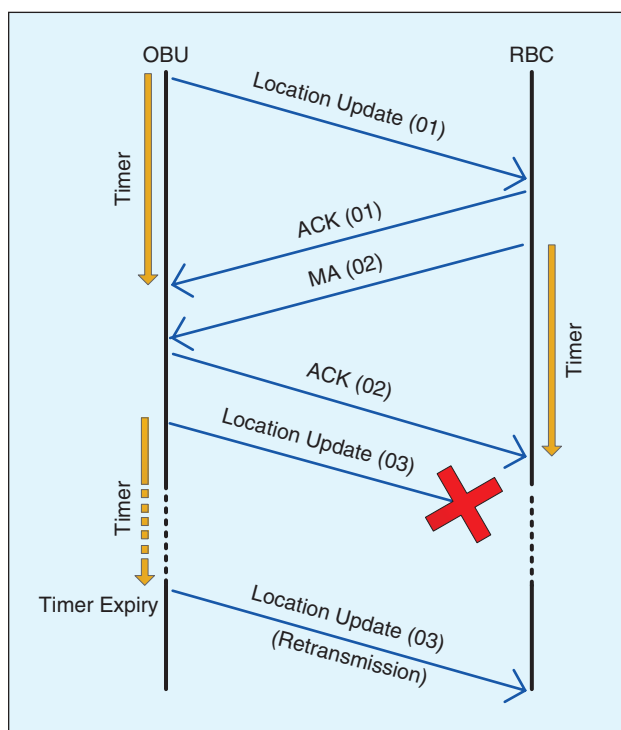 OBU
RBC
Location Update (01)
Timer
ACK (01)
MA (02)
Timer
ACK (02)
Location Update (03)
Timer
Timer Expiry
Location Update (03)
(Retransmission)